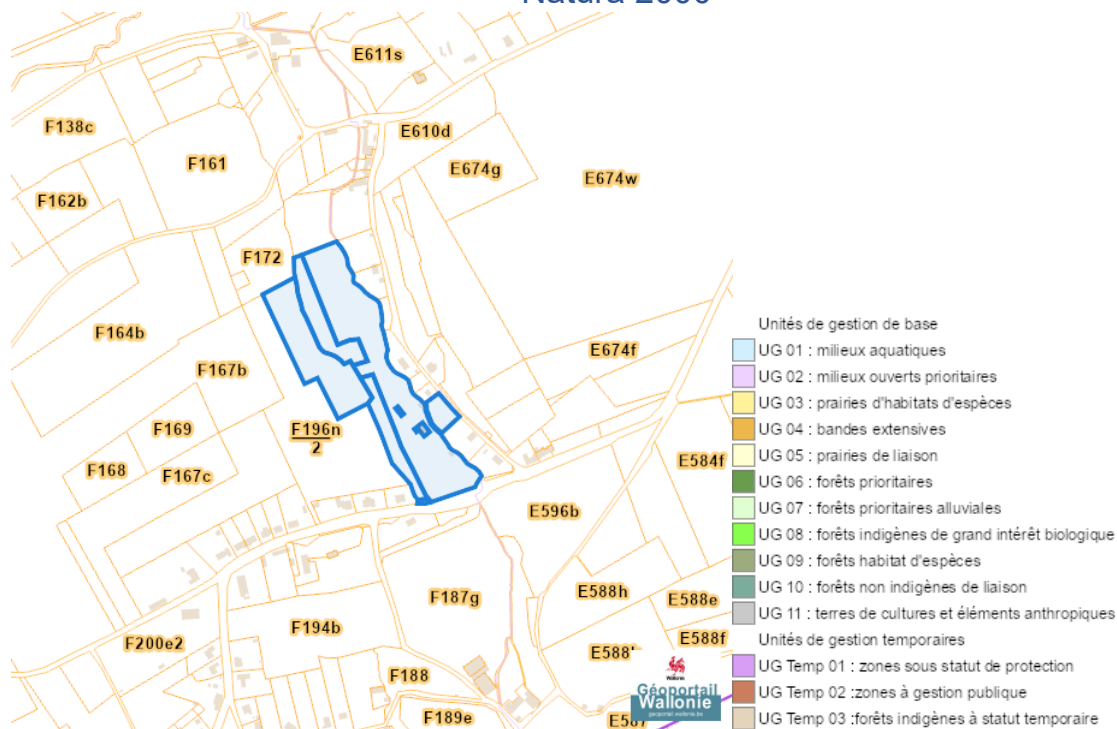 E611s
F138c
E610d
F161
E674g
E674w
F162b
F172
F164b
E674f
F167b
F169
F196n
2
F168
F167c
E584f
E596b
F187g
E588h
E588e
F194b
E588f
F200e2
F188
F189e
Wallonie
Géoportail
Wallonie
geoportail.wallonie.be
Unités de gestion de base
UG 01 : milieux aquatiques
UG 02 : milieux ouverts prioritaires
UG 03 : prairies d'habitats d'espèces
UG 04 : bandes extensives
UG 05 : prairies de liaison
UG 06 : forêts prioritaires
UG 07 : forêts prioritaires alluviales
UG 08 : forêts indigènes de grand intérêt biologique
UG 09 : forêts habitat d'espèces
UG 10 : forêts non indigènes de liaison
UG 11 : terres de cultures et éléments anthropiques
Unités de gestion temporaires
UG Temp 01 : zones sous statut de protection
UG Temp 02 :zones à gestion publique
UG Temp 03 :forêts indigènes à statut temporaire